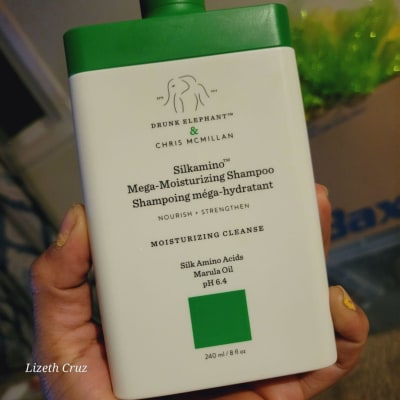 DRUNK ELEPHANT™
&
CHRIS MCMILLAN
Silkamino™
Mega-Moisturizing Shampoo
Shampoing méga-hydratant
NOURISH + STRENGTHEN
MOISTURIZING CLEANSE
Silk Amino Acids
Marula Oil
pH 6.4
240 ml / 8 fl oz
Lizeth Cruz